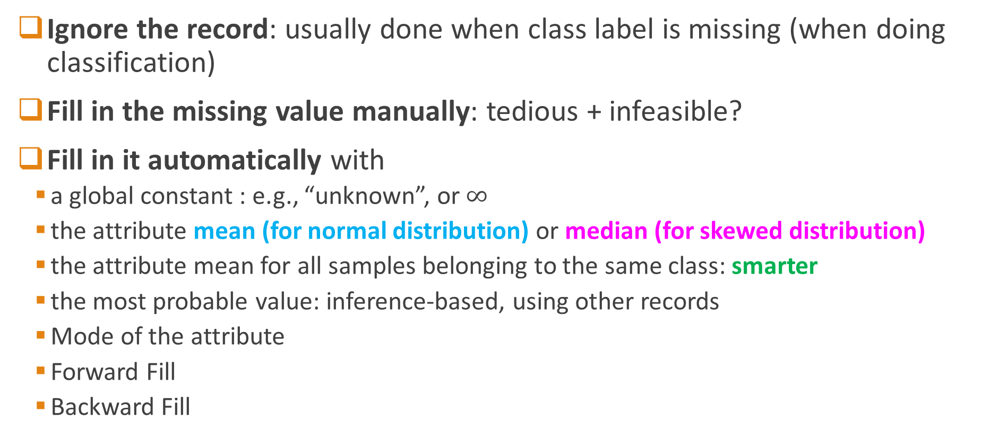 Ignore the record: usually done when class label is missing (when doing
classification)
Fill in the missing value manually: tedious + infeasible?
Fill in it automatically with
a global constant : e.g., “unknown”, or ∞
the attribute mean (for normal distribution) or median (for skewed distribution)
the attribute mean for all samples belonging to the same class: smarter
the most probable value: inference-based, using other records
Mode of the attribute
Forward Fill
Backward Fill